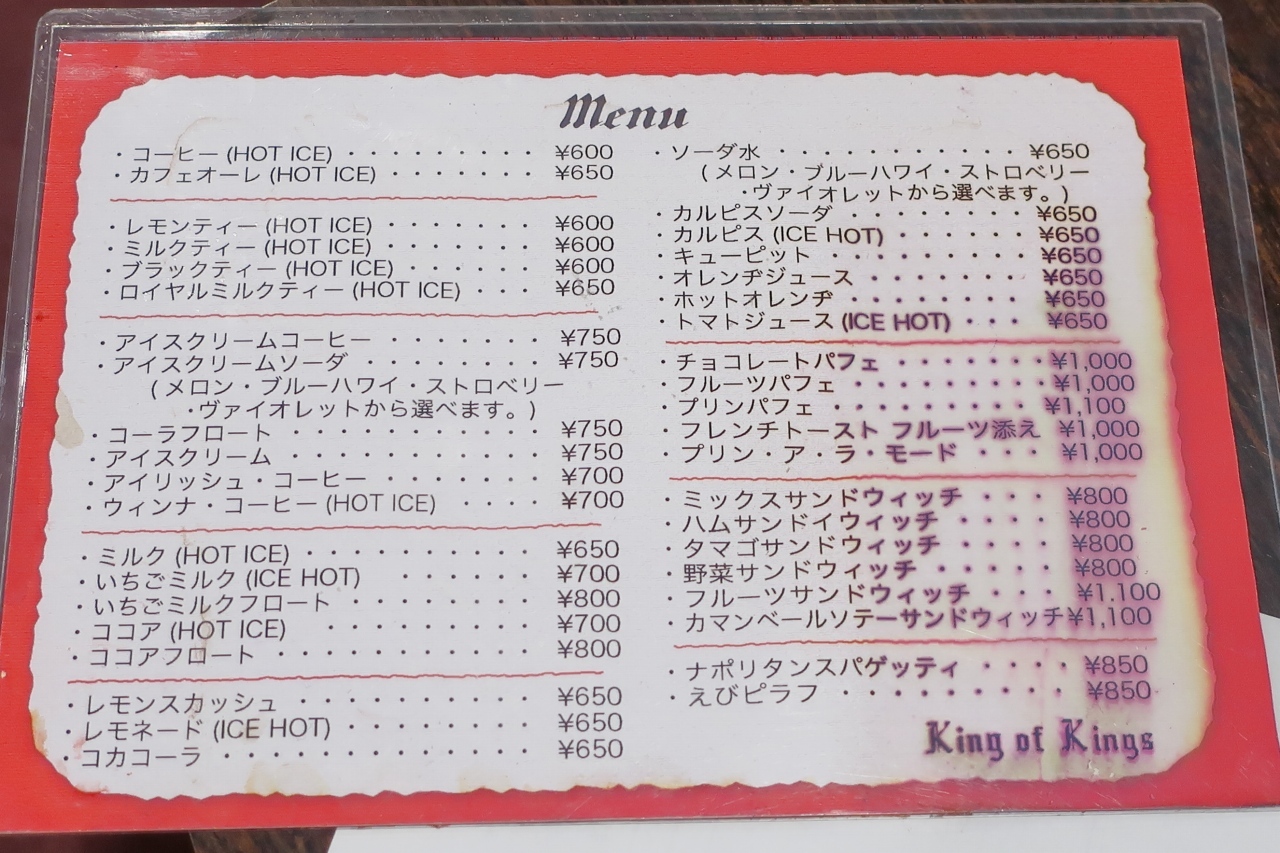 Menu
・コーヒー (HOT ICE) ・・・・・・・・・ ¥600
・カフェオーレ (HOT ICE) ・・・・・・・ ¥650
・レモンティー (HOT ICE) ・・・・・・・ ¥600
・ミルクティー (HOT ICE) ・・・・・・・ ¥600
・ブラックティー (HOT ICE) ・・・・・・ ¥600
・ロイヤルミルクティー (HOT ICE) ・・・ ¥650
・アイスクリームコーヒー ・・・・・・・ ¥750
・アイスクリームソーダ ・・・・・・・・ ¥750
(メロン・ブルーハワイ・ストロベリー
・ヴァイオレットから選べます。)
・コーラフロート ・・・・・・・・・・・ ¥750
・アイスクリーム ・・・・・・・・・・・ ¥750
・アイリッシュ・コーヒー ・・・・・・・ ¥700
・ウィンナ・コーヒー (HOT ICE) ・・・・ ¥700
・ミルク (HOT ICE) ・・・・・・・・・・ ¥650
・いちごミルク (ICE HOT) ・・・・・・ ¥700
・いちごミルクフロート ・・・・・・・・ ¥800
・ココア (HOT ICE) ・・・・・・・・・ ¥700
・ココアフロート ・・・・・・・・・・・ ¥800
・レモンスカッシュ ・・・・・・・・・・ ¥650
・レモネード (ICE HOT) ・・・・・・・・ ¥650
・コカコーラ ・・・・・・・・・・・・・ ¥650
・ソーダ水 ・・・・・・・・・・・ ¥650
(メロン・ブルーハワイ・ストロベリー
・ヴァイオレットから選べます。)
・カルピスソーダ ・・・・・・・・ ¥650
・カルピス (ICE HOT) ・・・・・・ ¥650
・キューピット ・・・・・・・・・ ¥650
・オレンヂジュース ・・・・・・・ ¥650
・ホットオレンヂ ・・・・・・・・ ¥650
・トマトジュース (ICE HOT) ・・・ ¥650
・チョコレートパフェ ・・・・・・・¥1,000
・フルーツパフェ ・・・・・・・・・¥1,000
・プリンパフェ ・・・・・・・・・¥1,100
・フレンチトースト フルーツ添え ¥1,000
・プリン・ア・ラ・モード ・・・ ¥1,000
・ミックスサンドウィッチ ・・・ ¥800
・ハムサンドイウィッチ ・・・・ ¥800
・タマゴサンドウィッチ ・・・・ ¥800
・野菜サンドウィッチ ・・・・・ ¥800
・フルーツサンドウィッチ ・・・ ¥1.100
・カマンベールソテーサンドウィッチ¥1,100
・ナポリタンスパゲッティ ・・・・ ¥850
・えびピラフ ・・・・・・・・・ ¥850
King of Kings